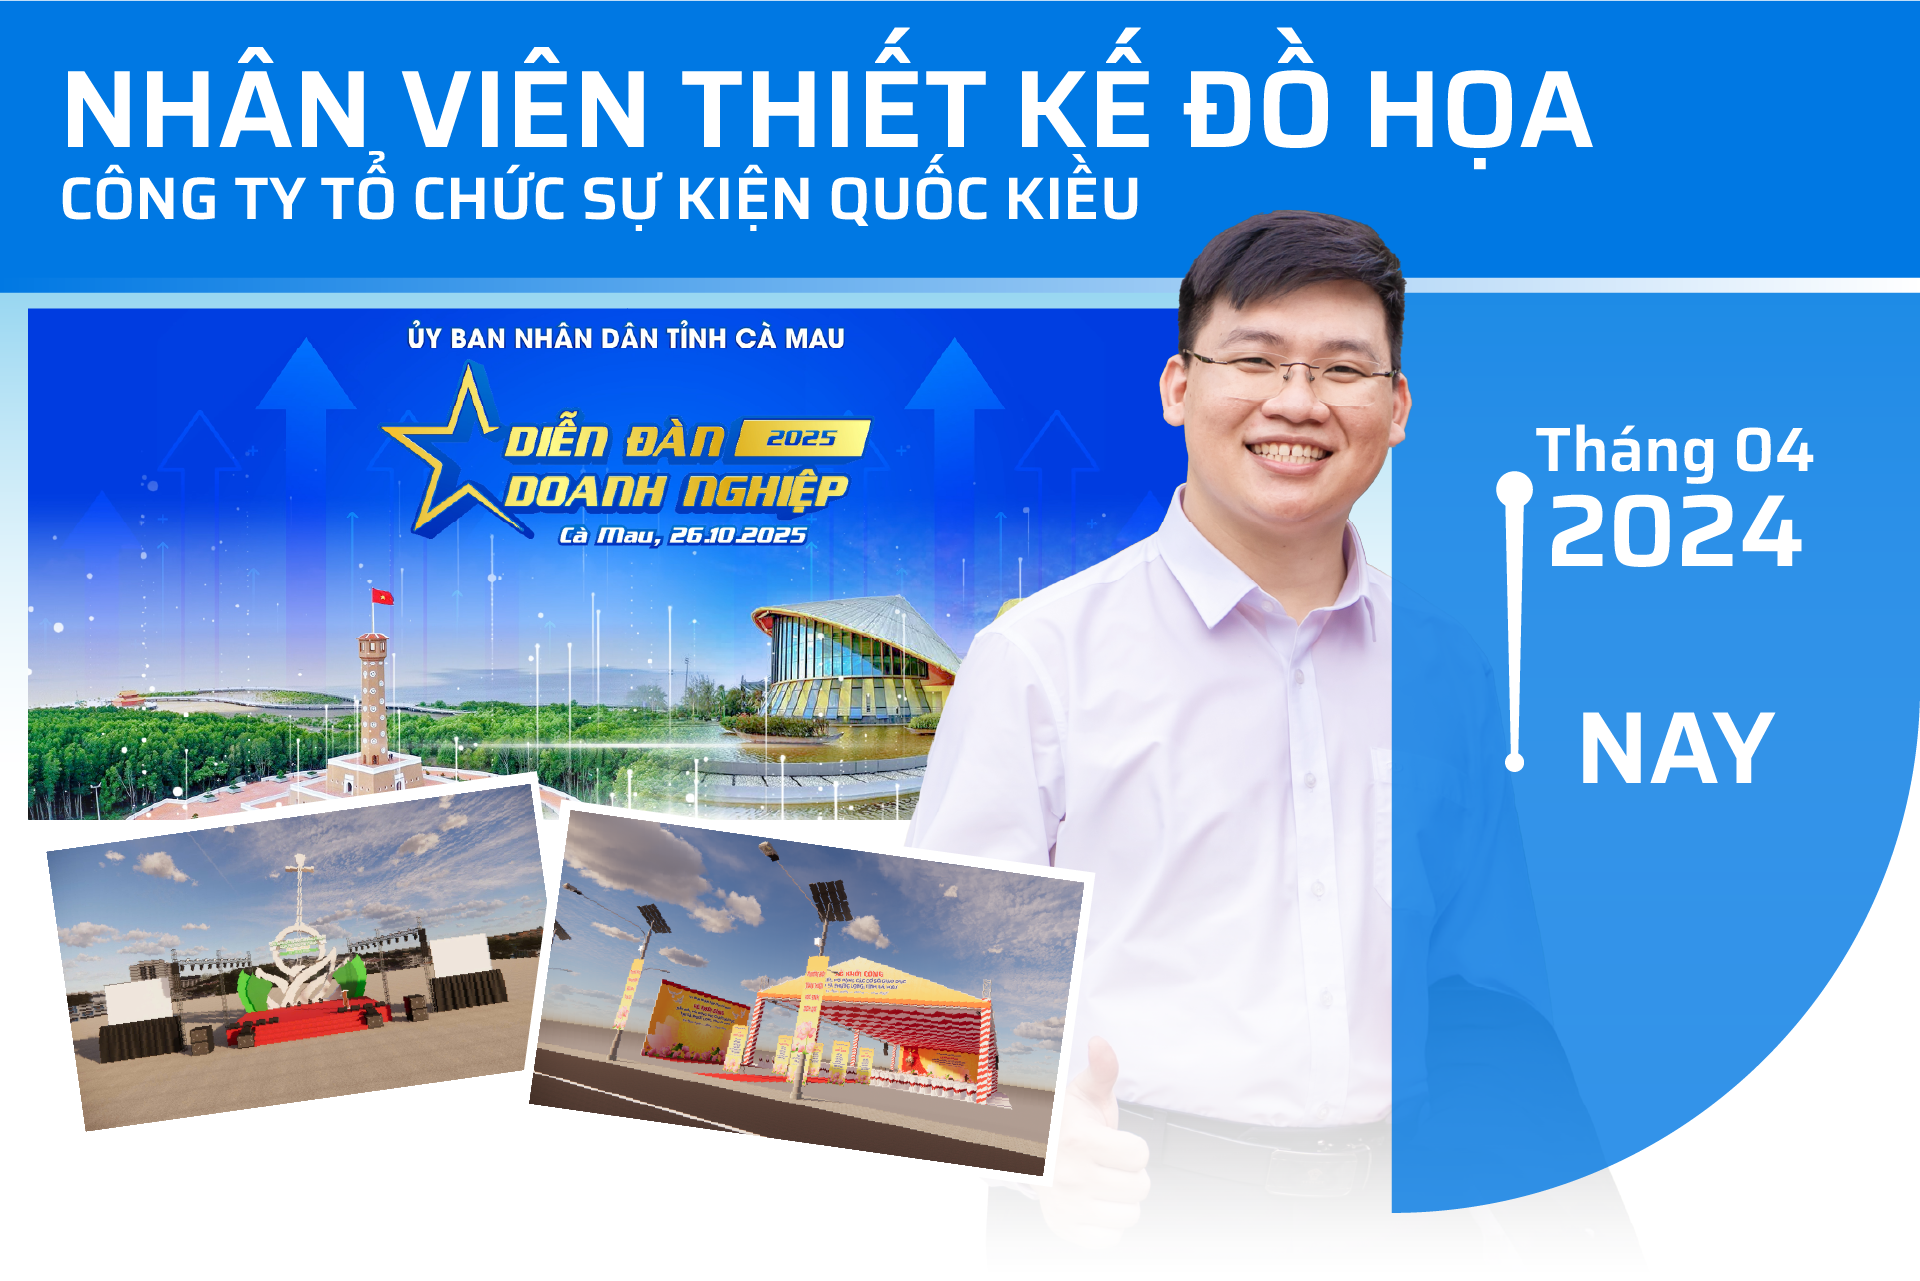 NHÂN VIÊN THIẾT KẾ ĐỒ HỌA
CÔNG TY TỔ CHỨC SỰ KIỆN QUỐC KIỀU
ỦY BAN NHÂN DÂN TỈNH CÀ MAU
DIỄN ĐÀN 2025
DOANH NGHIỆP
Cà Mau, 26.10.2025
Tháng 04
2024
NAY